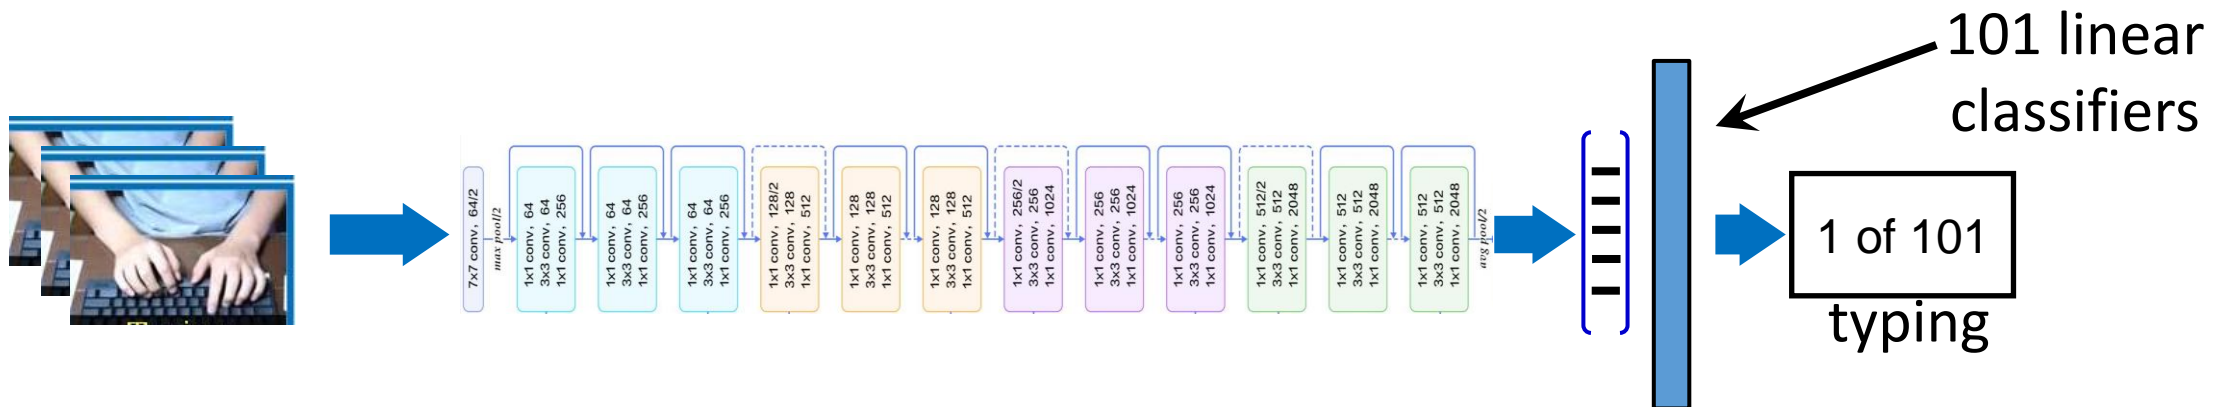 101 linear
classifiers
7x7 conv, 64/2
max pool/2
1x1 conv, 64
3x3 conv, 64
1x1 conv, 256
1x1 conv, 64
3x3 conv, 64
1x1 conv, 256
1x1 conv, 64
3x3 conv, 64
1x1 conv, 256
1x1 conv, 128/2
3x3 conv, 128
1x1 conv, 512
1x1 conv, 128
3x3 conv, 128
1x1 conv, 512
1x1 conv, 128
3x3 conv, 128
1x1 conv, 512
1x1 conv, 256/2
3x3 conv, 256
1x1 conv, 1024
1x1 conv, 256
3x3 conv, 256
1x1 conv, 1024
1x1 conv, 256
3x3 conv, 256
1x1 conv, 1024
1x1 conv, 512/2
3x3 conv, 512
1x1 conv, 2048
1x1 conv, 512
3x3 conv, 512
1x1 conv, 2048
1x1 conv, 512
3x3 conv, 512
1x1 conv, 2048
avg pool/2
1 of 101
typing